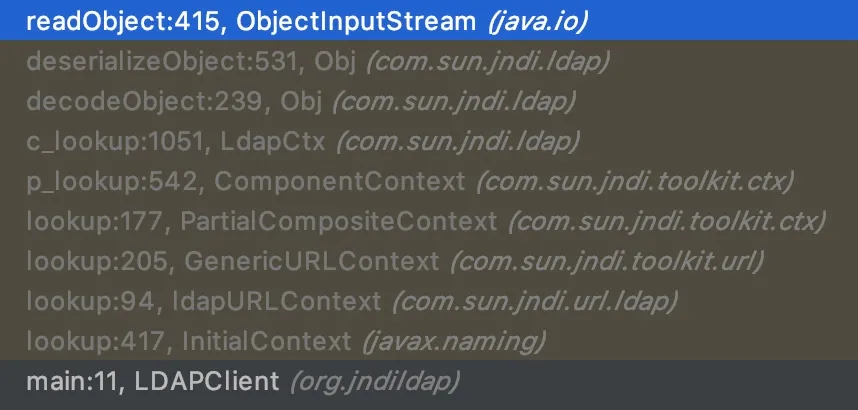 readObject:415, ObjectInputStream (java.io)
deserializeObject:531, Obj (com.sun.jndi.ldap)
decodeObject:239, Obj (com.sun.jndi.ldap)
c_lookup:1051, LdapCtx (com.sun.jndi.ldap)
p_lookup:542, ComponentContext (com.sun.jndi.toolkit.ctx)
lookup:177, PartialCompositeContext (com.sun.jndi.toolkit.ctx)
lookup:205, GenericURLContext (com.sun.jndi.toolkit.url)
lookup:94, ldapURLContext (com.sun.jndi.url.ldap)
lookup:417, InitialContext (javax.naming)
main:11, LDAPClient (org.jndildap)